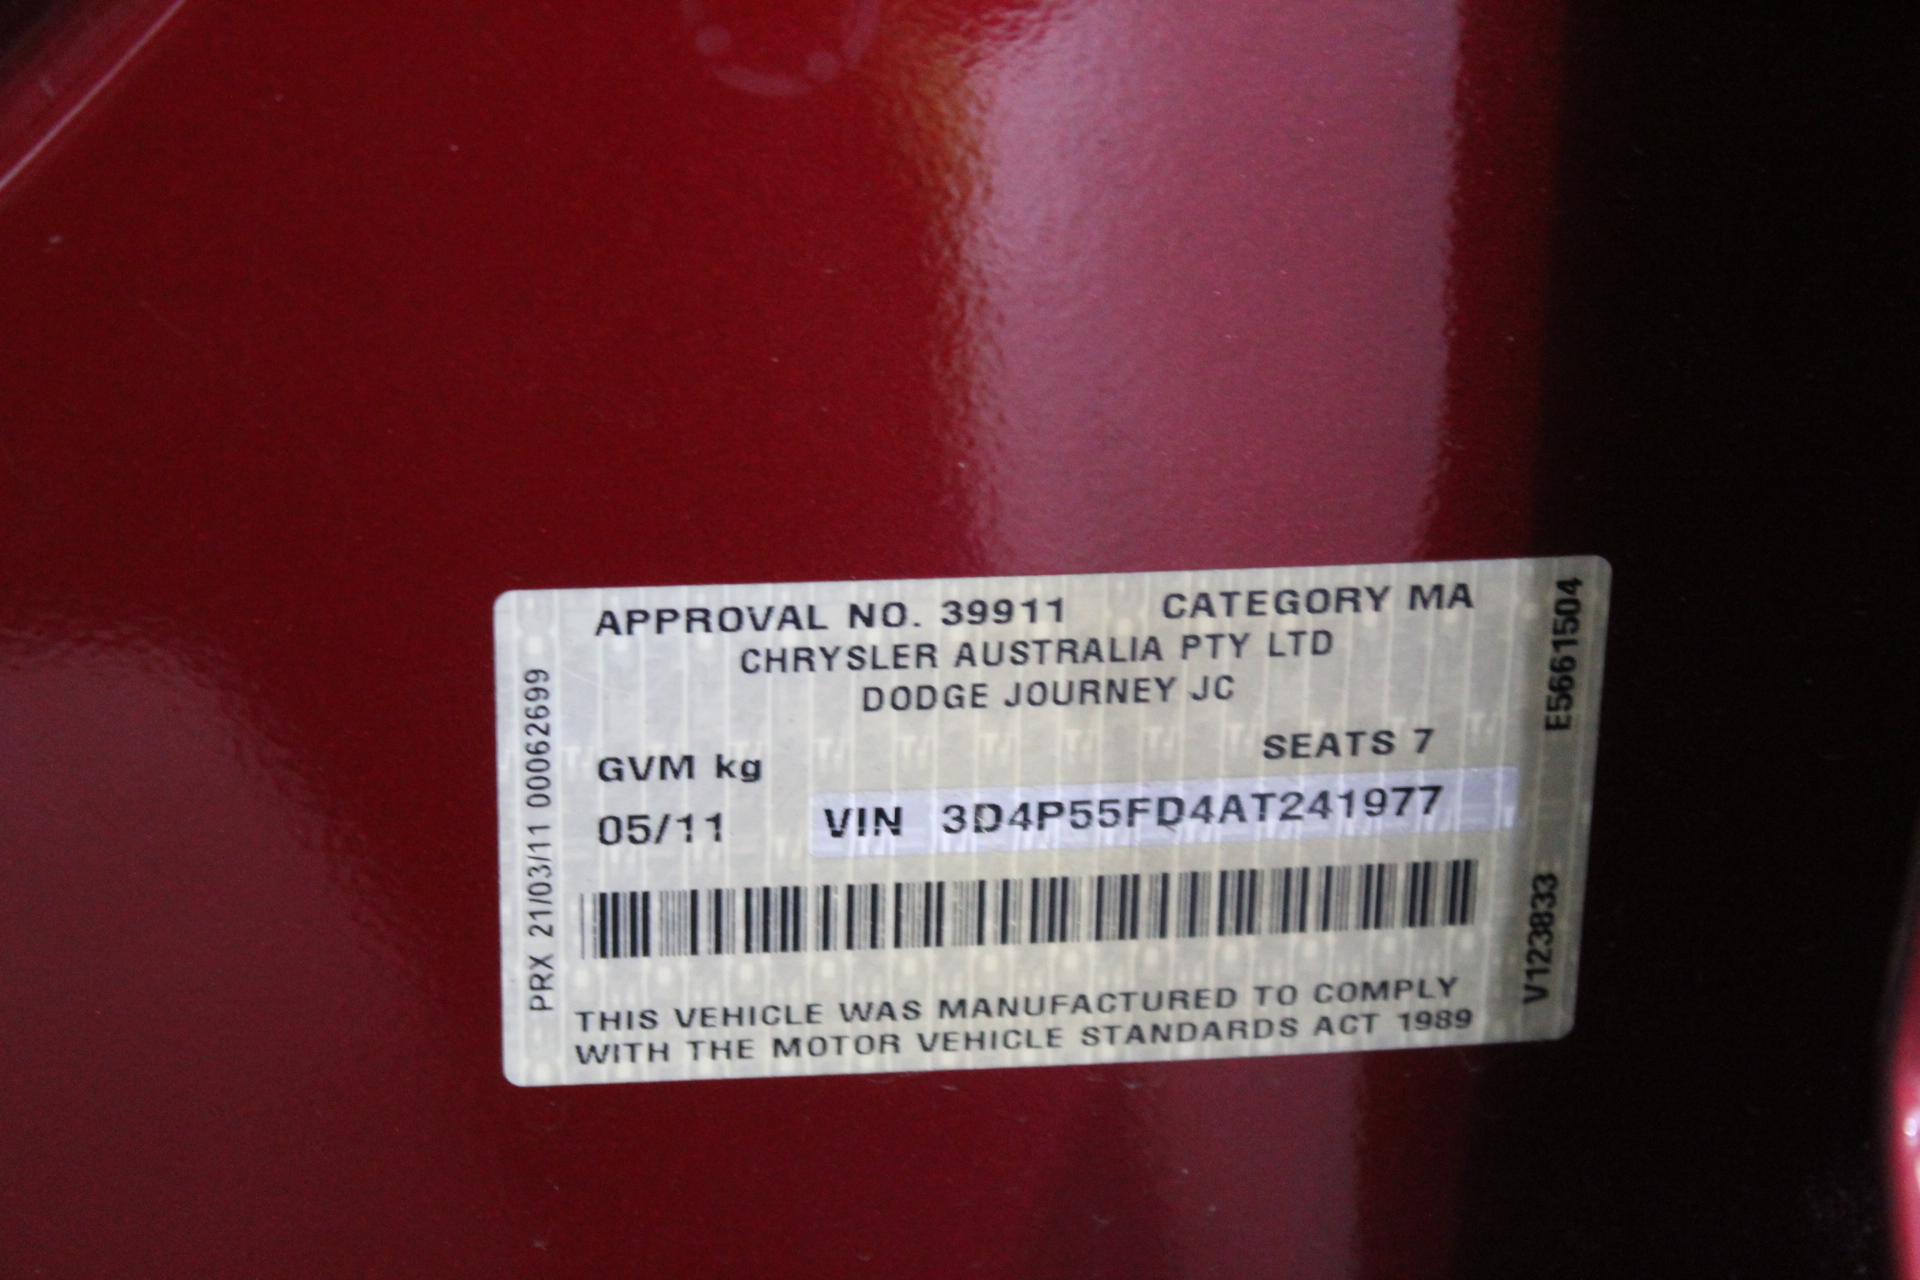 APPROVAL NO. 39911 CATEGORY MA
CHRYSLER AUSTRALIA PTY LTD
DODGE JOURNEY JC
GVM kg SEATS 7
05/11 VIN 3D4P55FD4AT241977
THIS VEHICLE WAS MANUFACTURED TO COMPLY
WITH THE MOTOR VEHICLE STANDARDS ACT 1989
PRX 21/03/11 00062699
E5661504
V123833